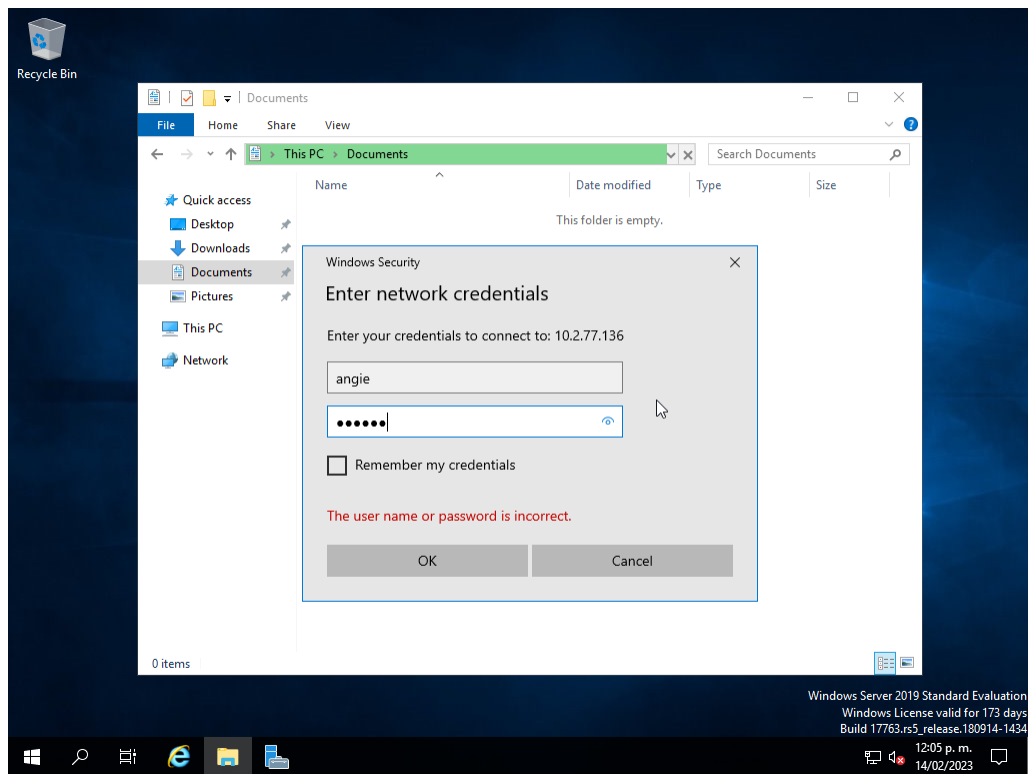 Recycle Bin
Documents
File Home Share View
This PC Documents Search Documents
Name Date modified Type Size
This folder is empty.
Quick access
Desktop
Downloads
Documents
Pictures
This PC
Network
Windows Security
Enter network credentials
Enter your credentials to connect to: 10.2.77.136
angie
●●●●●●
Remember my credentials
The user name or password is incorrect.
OK Cancel
0 items
Windows Server 2019 Standard Evaluation
Windows License valid for 173 days
Build 17763.rs5_release.180914-1434
12:05 p. m.
14/02/2023